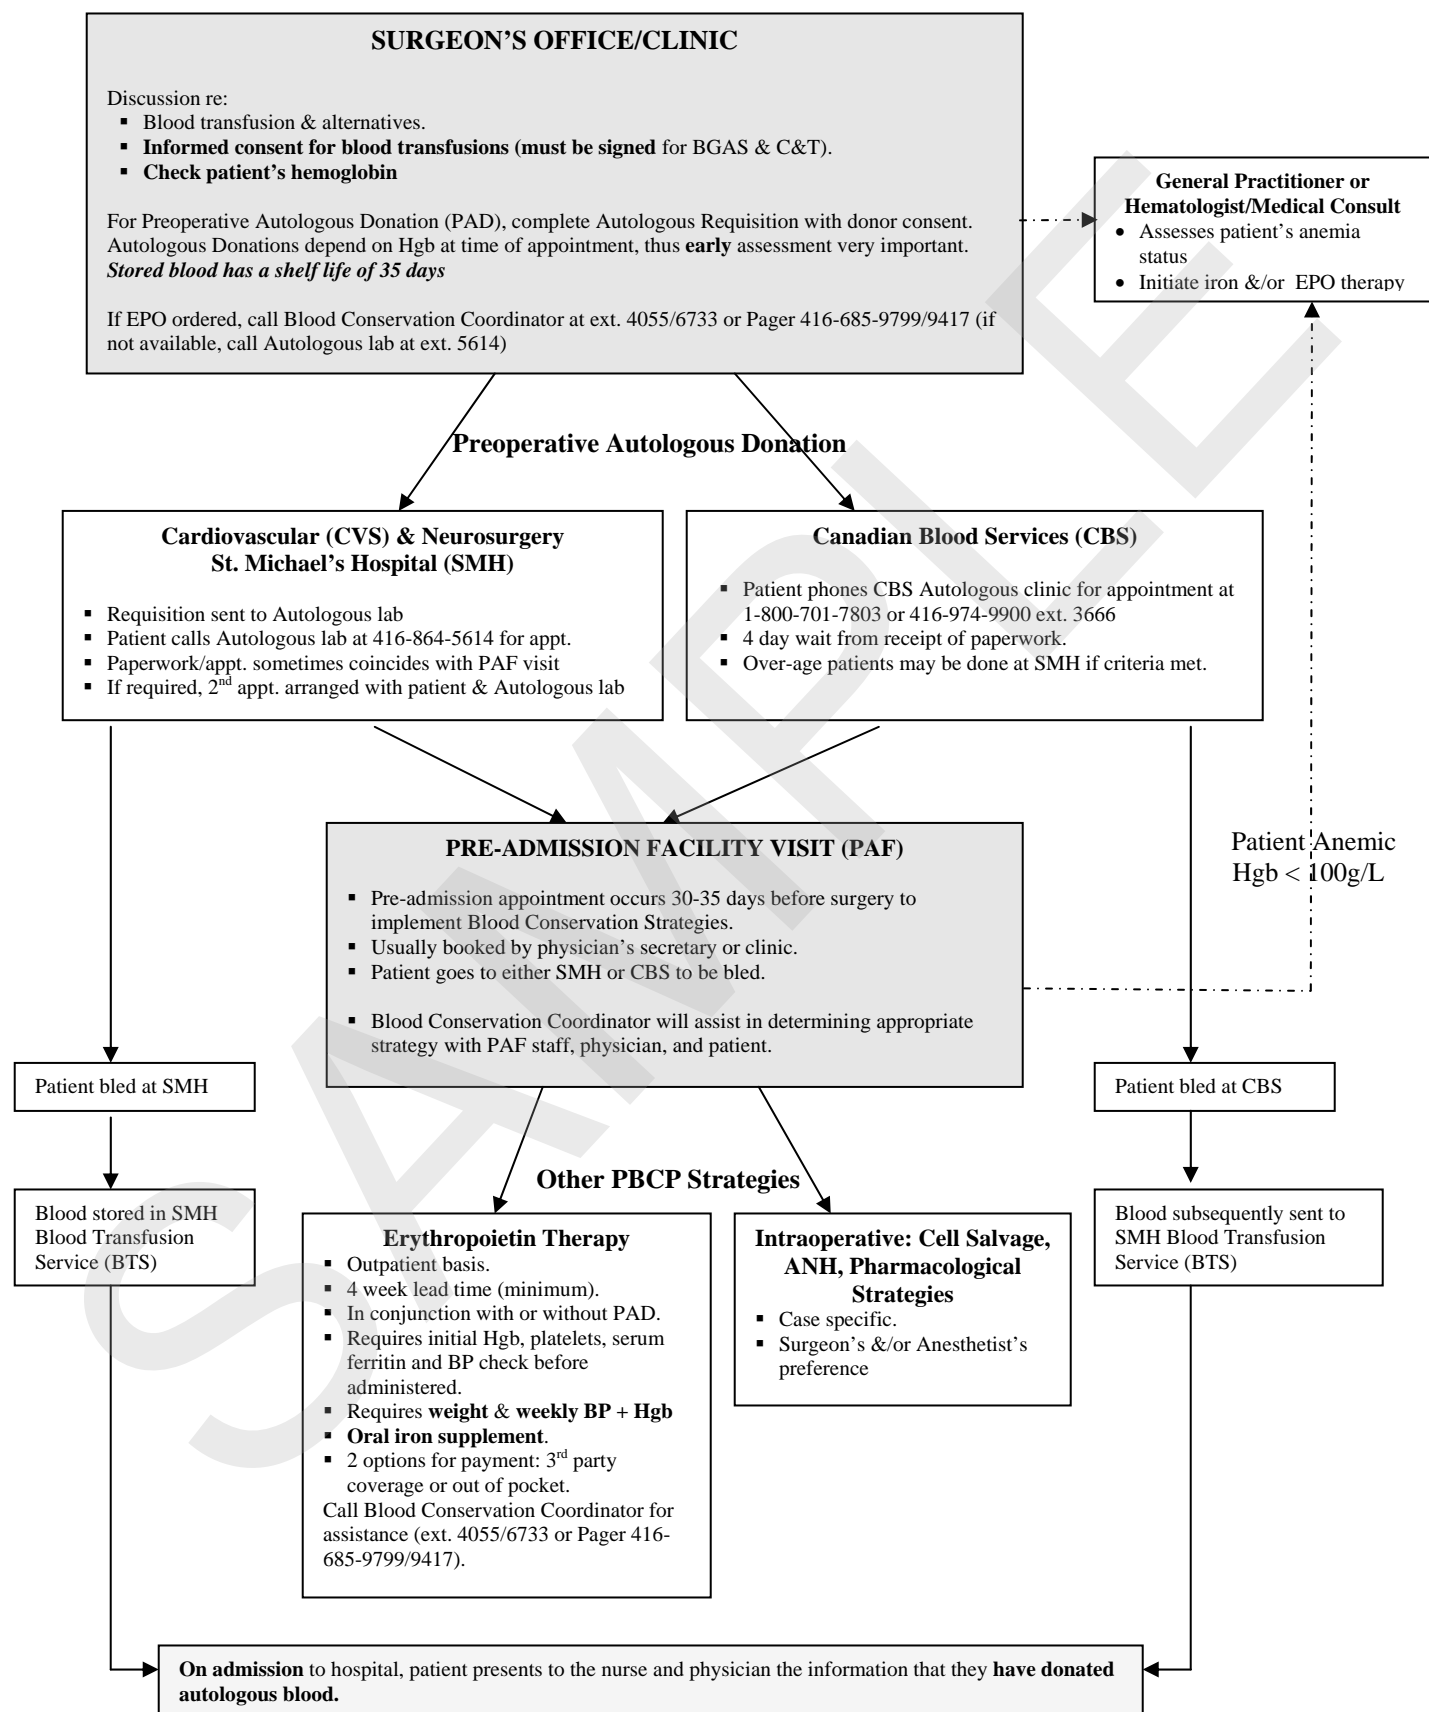 SURGEON'S OFFICE/CLINIC
Discussion re:
▪ Blood transfusion & alternatives.
▪ Informed consent for blood transfusions (must be signed for BGAS & C&T).
▪ Check patient's hemoglobin
For Preoperative Autologous Donation (PAD), complete Autologous Requisition with donor consent.
Autologous Donations depend on Hgb at time of appointment, thus early assessment very important.
Stored blood has a shelf life of 35 days
If EPO ordered, call Blood Conservation Coordinator at ext. 4055/6733 or Pager 416-685-9799/9417 (if
not available, call Autologous lab at ext. 5614)
General Practitioner or
Hematologist/Medical Consult
• Assesses patient's anemia
status
• Initiate iron &/or EPO therapy
Preoperative Autologous Donation
Cardiovascular (CVS) & Neurosurgery
St. Michael's Hospital (SMH)
▪ Requisition sent to Autologous lab
▪ Patient calls Autologous lab at 416-864-5614 for appt.
▪ Paperwork/appt. sometimes coincides with PAF visit
▪ If required, 2nd appt. arranged with patient & Autologous lab
Canadian Blood Services (CBS)
▪ Patient phones CBS Autologous clinic for appointment at
1-800-701-7803 or 416-974-9900 ext. 3666
▪ 4 day wait from receipt of paperwork.
▪ Over-age patients may be done at SMH if criteria met.
PRE-ADMISSION FACILITY VISIT (PAF)
▪ Pre-admission appointment occurs 30-35 days before surgery to
implement Blood Conservation Strategies.
▪ Usually booked by physician's secretary or clinic.
▪ Patient goes to either SMH or CBS to be bled.
▪ Blood Conservation Coordinator will assist in determining appropriate
strategy with PAF staff, physician, and patient.
Patient Anemic
Hgb < 100g/L
Patient bled at SMH
Patient bled at CBS
Other PBCP Strategies
Blood stored in SMH
Blood Transfusion
Service (BTS)
Erythropoietin Therapy
▪ Outpatient basis.
▪ 4 week lead time (minimum).
▪ In conjunction with or without PAD.
▪ Requires initial Hgb, platelets, serum
ferritin and BP check before
administered.
▪ Requires weight & weekly BP + Hgb
▪ Oral iron supplement.
▪ 2 options for payment: 3rd party
coverage or out of pocket.
Call Blood Conservation Coordinator for
assistance (ext. 4055/6733 or Pager 416-
685-9799/9417).
Intraoperative: Cell Salvage,
ANH, Pharmacological
Strategies
▪ Case specific.
▪ Surgeon's &/or Anesthetist's
preference
Blood subsequently sent to
SMH Blood Transfusion
Service (BTS)
On admission to hospital, patient presents to the nurse and physician the information that they have donated
autologous blood.
SAMPLE